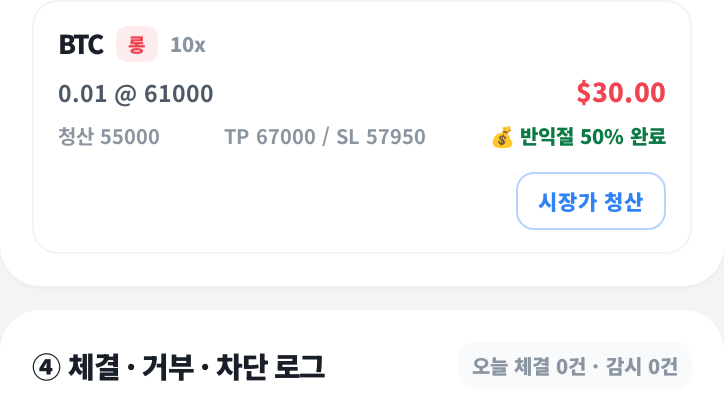 BTC 롱 10x
0.01 @ 61000 $30.00
청산 55000 TP 67000 / SL 57950 💰 반익절 50% 완료
시장가 청산
④ 체결 · 거부 · 차단 로그 오늘 체결 0건 · 감시 0건